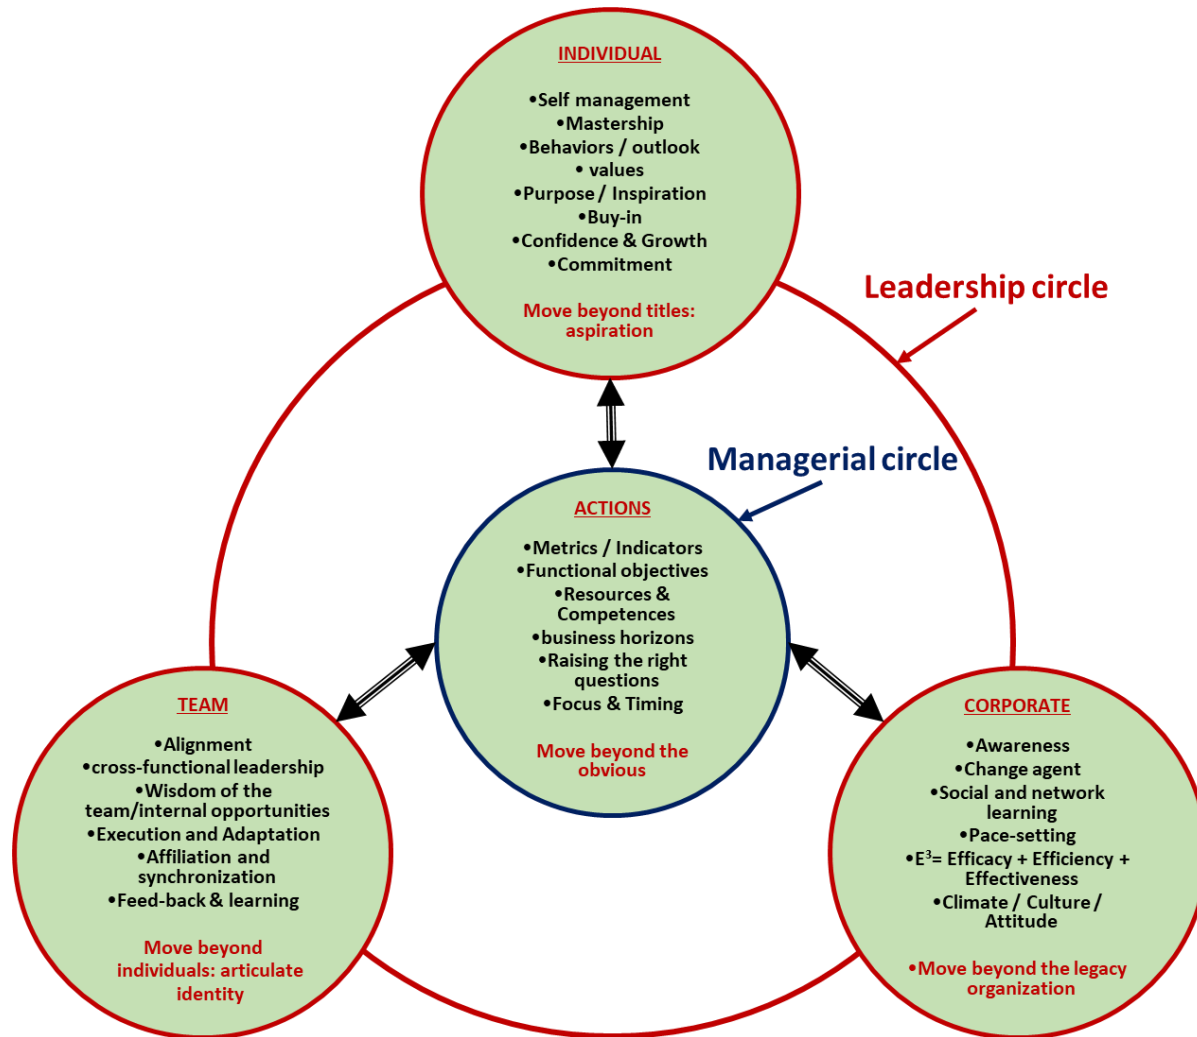 INDIVIDUAL
•Self management
•Mastership
•Behaviors / outlook
• values
•Purpose / Inspiration
•Buy-in
•Confidence & Growth
•Commitment
Move beyond titles:
aspiration
Leadership circle
Managerial circle
ACTIONS
•Metrics / Indicators
•Functional objectives
•Resources &
Competences
•business horizons
•Raising the right
questions
•Focus & Timing
Move beyond the
obvious
TEAM
•Alignment
•cross-functional leadership
•Wisdom of the
team/internal opportunities
•Execution and Adaptation
•Affiliation and
synchronization
•Feed-back & learning
Move beyond
individuals: articulate
identity
CORPORATE
•Awareness
•Change agent
•Social and network
learning
•Pace-setting
•E³= Efficacy + Efficiency +
Effectiveness
•Climate / Culture /
Attitude
•Move beyond the legacy
organization